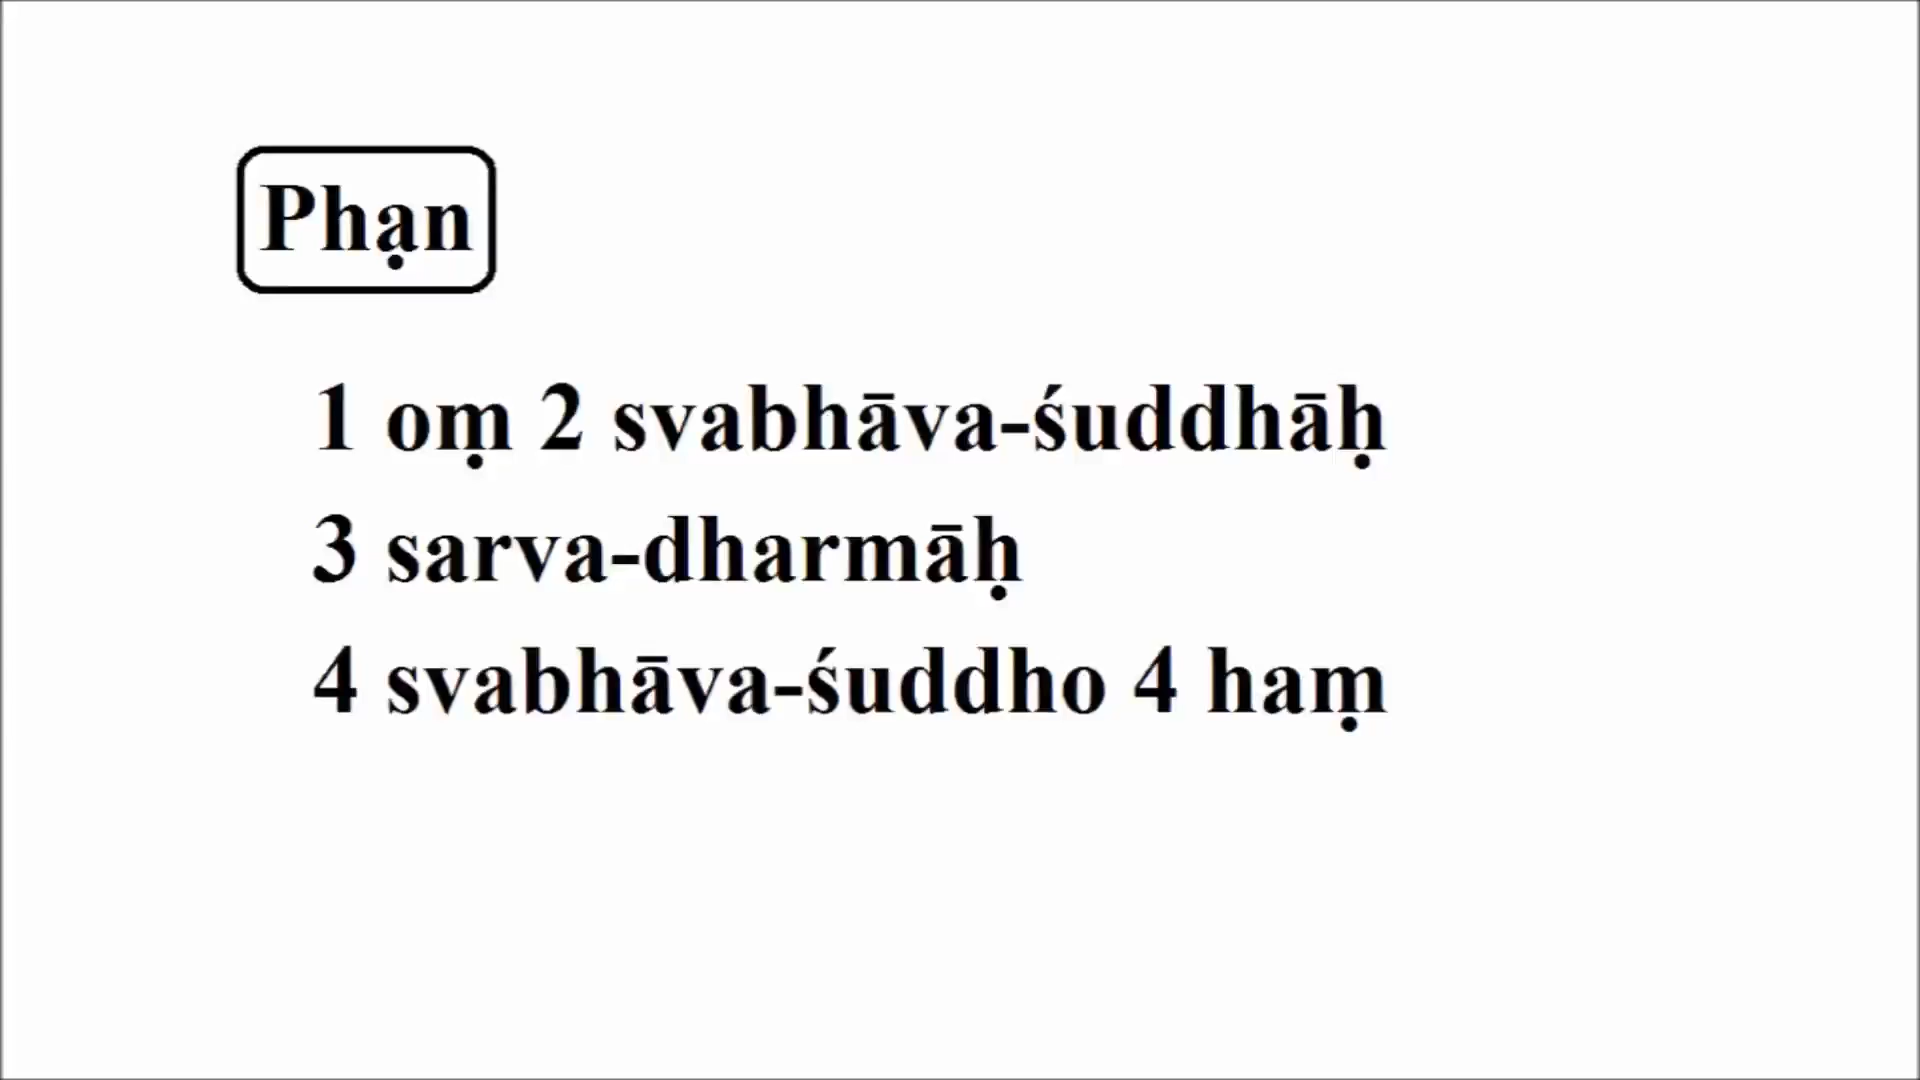 Phạn
1 oṃ 2 svabhāva-śuddhāḥ
3 sarva-dharmāḥ
4 svabhāva-śuddho 4 haṃ